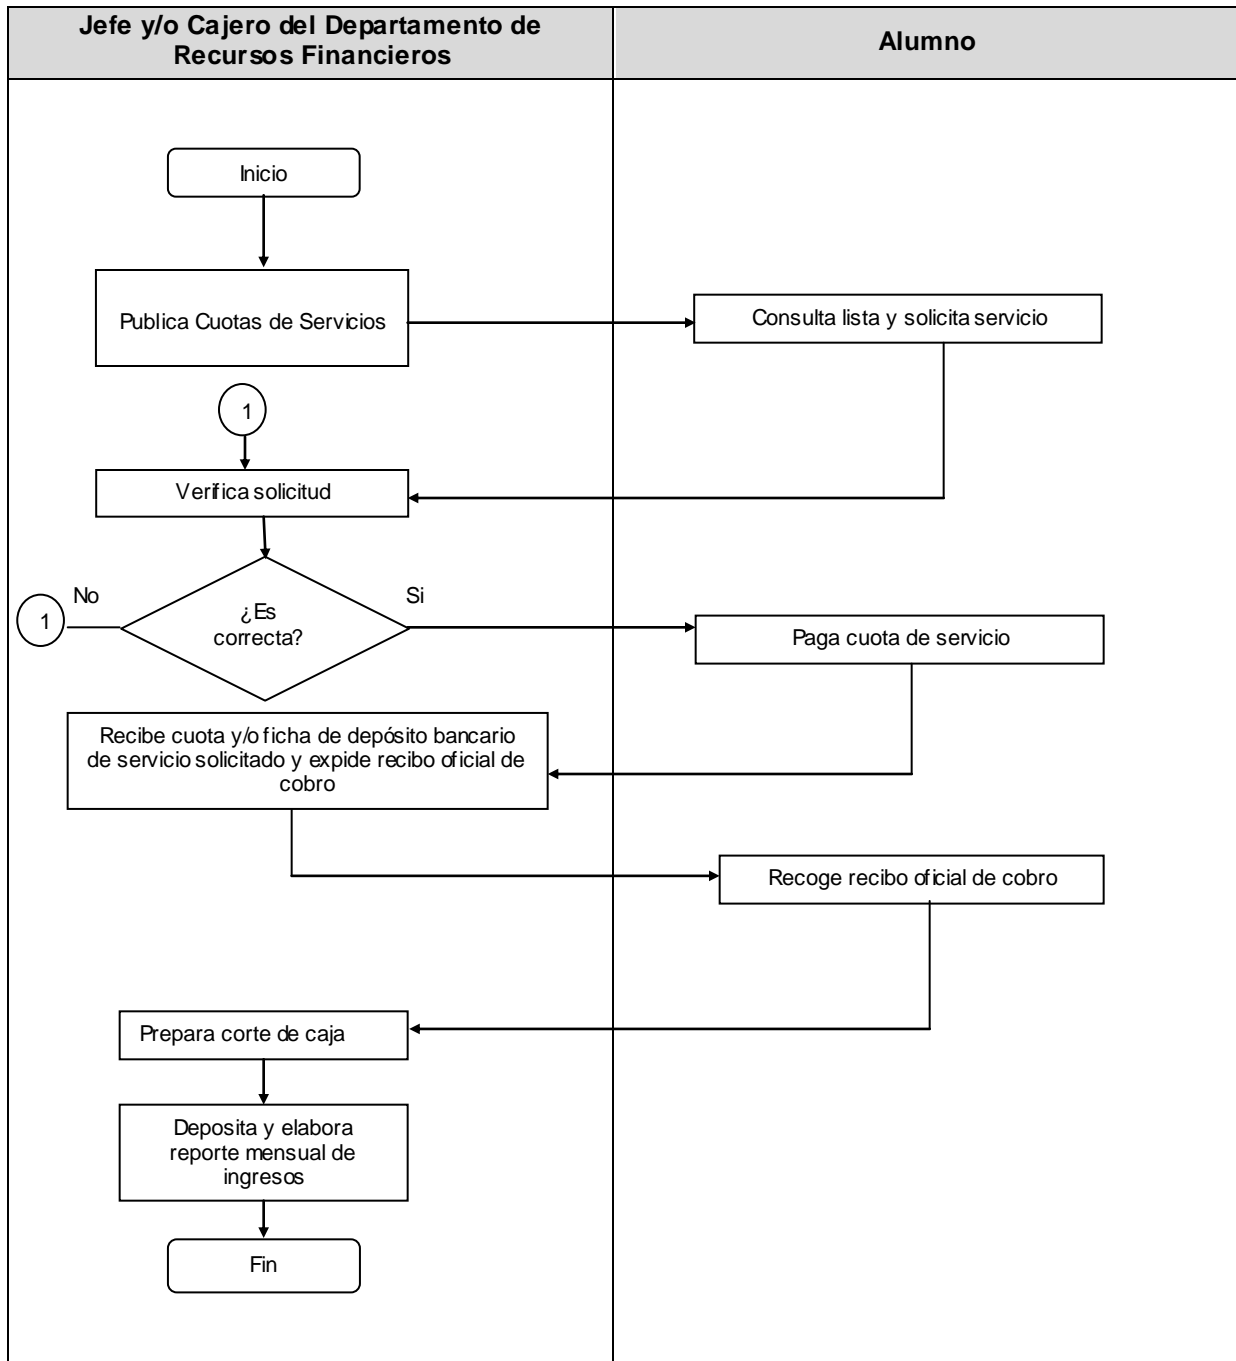 Jefe y/o Cajero del Departamento de
Recursos Financieros
Alumno
Inicio
Publica Cuotas de Servicios
Consulta lista y solicita servicio
1
Verifica solicitud
No
Si
1
¿Es
correcta?
Paga cuota de servicio
Recibe cuota y/o ficha de depósito bancario
de servicio solicitado y expide recibo oficial de
cobro
Recoge recibo oficial de cobro
Prepara corte de caja
Deposita y elabora
reporte mensual de
ingresos
Fin